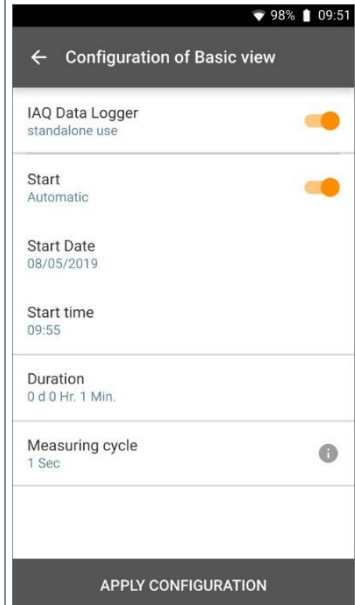 98% 09:51
Configuration of Basic view
IAQ Data Logger
standalone use
Start
Automatic
Start Date
08/05/2019
Start time
09:55
Duration
0 d 0 Hr. 1 Min.
Measuring cycle
1 Sec
APPLY CONFIGURATION